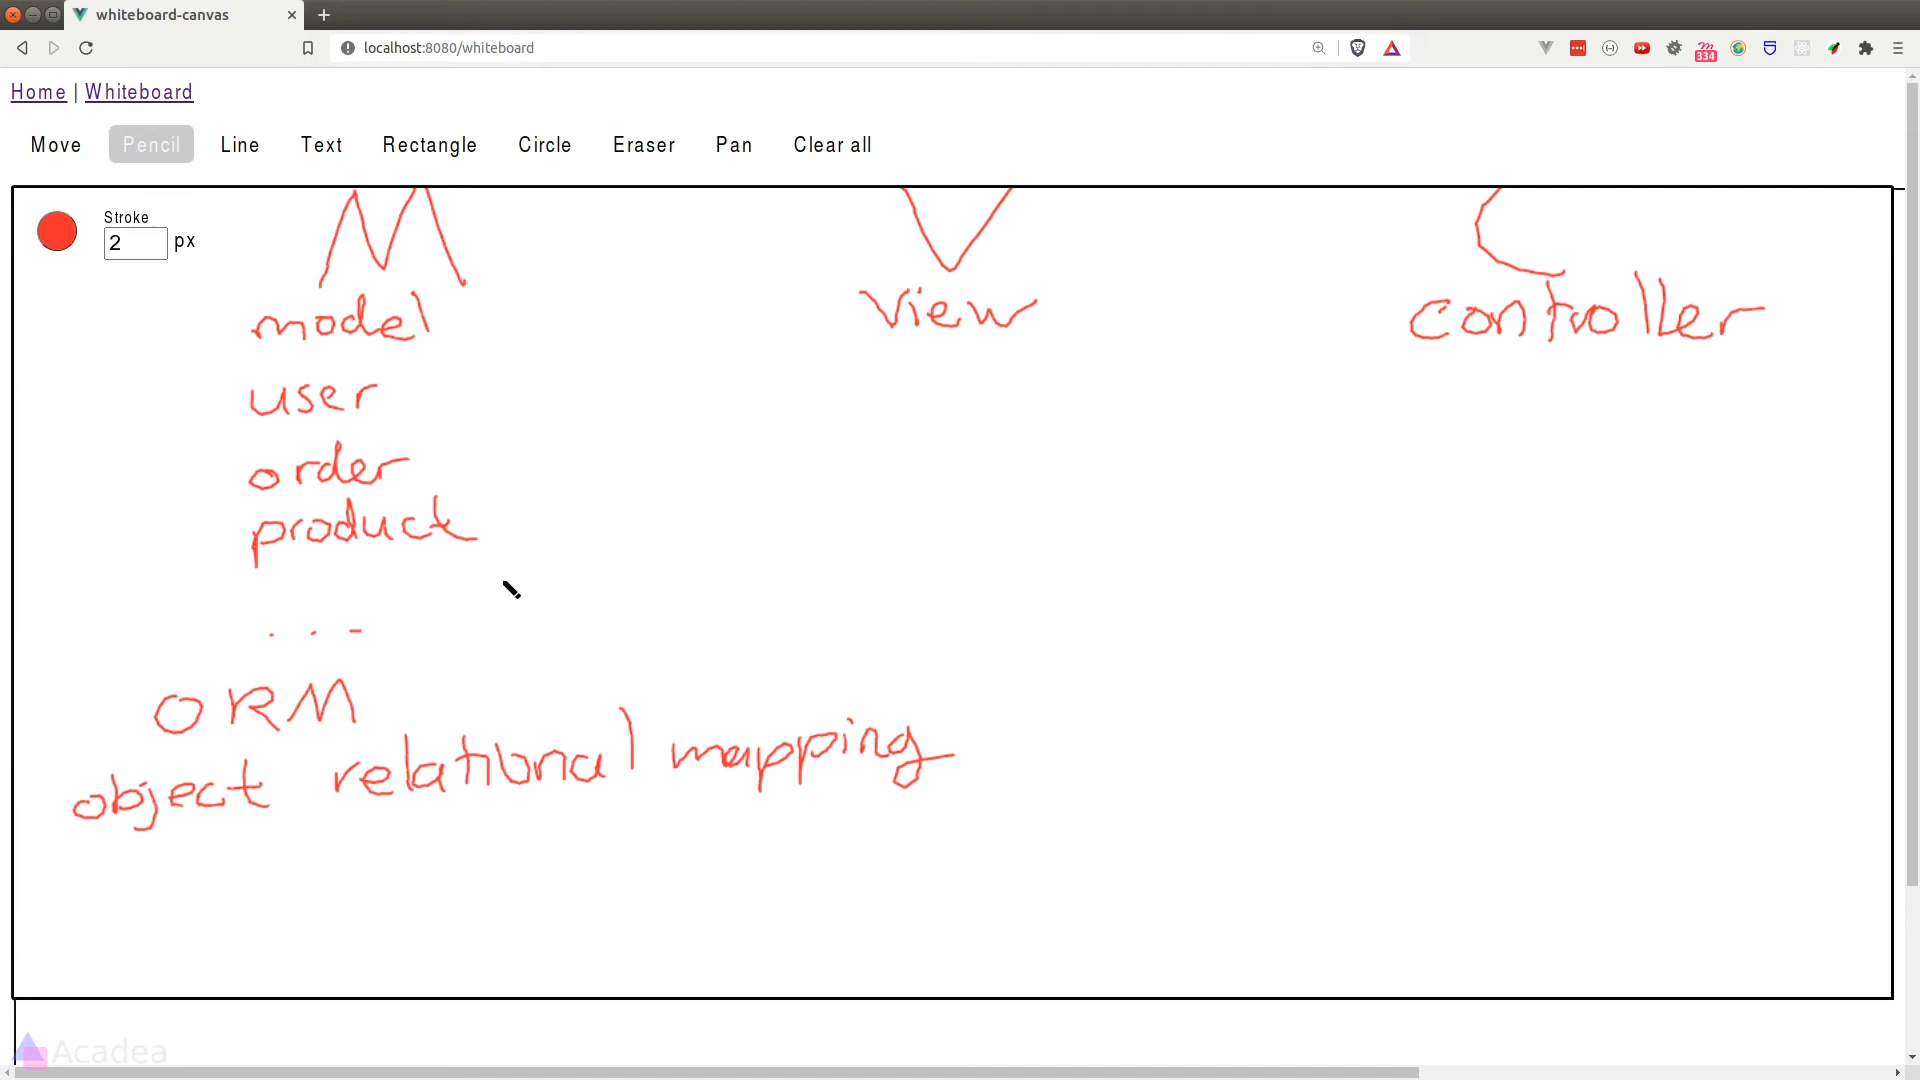 whiteboard-canvas
localhost:8080/whiteboard
334
Home | Whiteboard
Move Pencil Line Text Rectangle Circle Eraser Pan Clear all
Stroke
2 px
M V C
model view controller
user
order
product
...
ORM
object relational mapping
Acadea